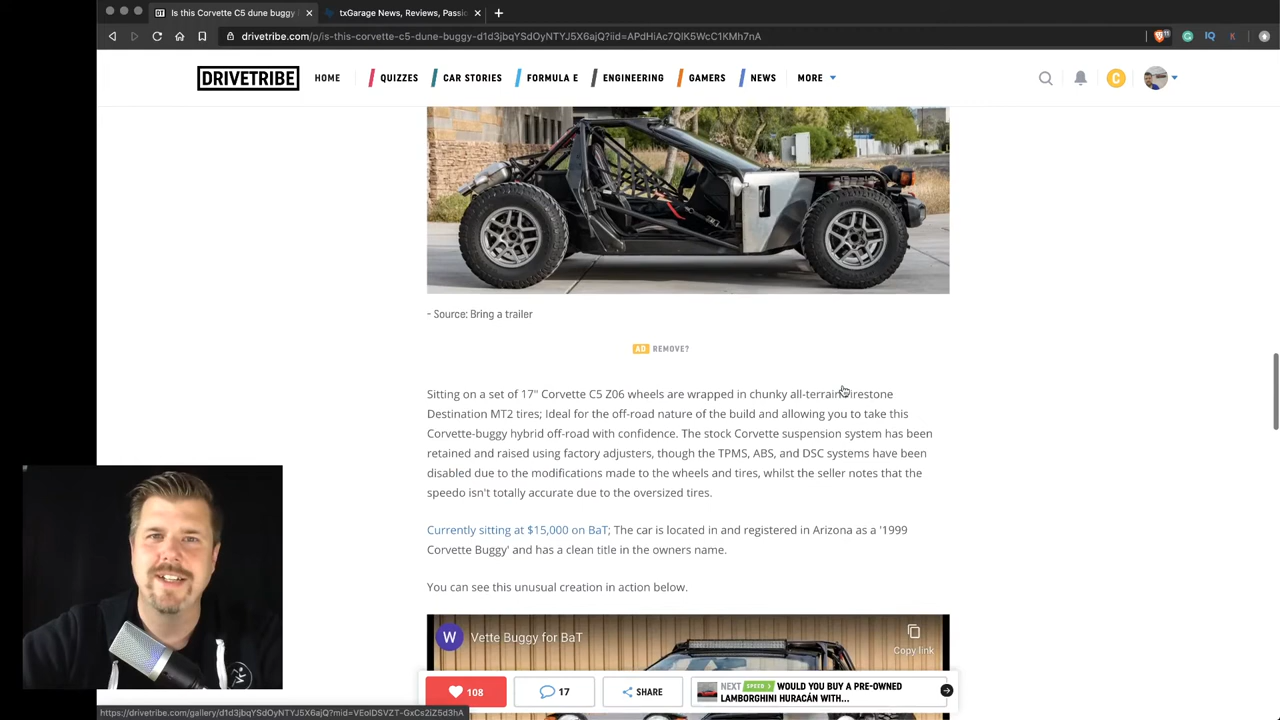 DT Is this Corvette C5 dune buggy
txGarage News, Reviews, Passi
drivetribe.com/p/is-this-corvette-c5-dune-buggy-d1d3jbqYSdOyNTYJ5X6ajQ?iid=APdHiAc7QlK5WcC1KMh7nA
11
G
IQ
K
DRIVETRIBE
HOME
QUIZZES
CAR STORIES
FORMULA E
ENGINEERING
GAMERS
NEWS
MORE
C
- Source: Bring a trailer
AD REMOVE?
Sitting on a set of 17" Corvette C5 Z06 wheels are wrapped in chunky all-terrain Firestone
Destination MT2 tires; Ideal for the off-road nature of the build and allowing you to take this
Corvette-buggy hybrid off-road with confidence. The stock Corvette suspension system has been
retained and raised using factory adjusters, though the TPMS, ABS, and DSC systems have been
disabled due to the modifications made to the wheels and tires, whilst the seller notes that the
speedo isn't totally accurate due to the oversized tires.
Currently sitting at $15,000 on BaT; The car is located in and registered in Arizona as a '1999
Corvette Buggy' and has a clean title in the owners name.
You can see this unusual creation in action below.
W
Vette Buggy for BaT
Copy link
108
17
SHARE
NEXT SPEED WOULD YOU BUY A PRE-OWNED
LAMBORGHINI HURACÁN WITH...
https://drivetribe.com/gallery/d1d3jbqYSdOyNTYJ5X6ajQ?mid=VEoIDSVZT-GxCs2iZ5d3hA